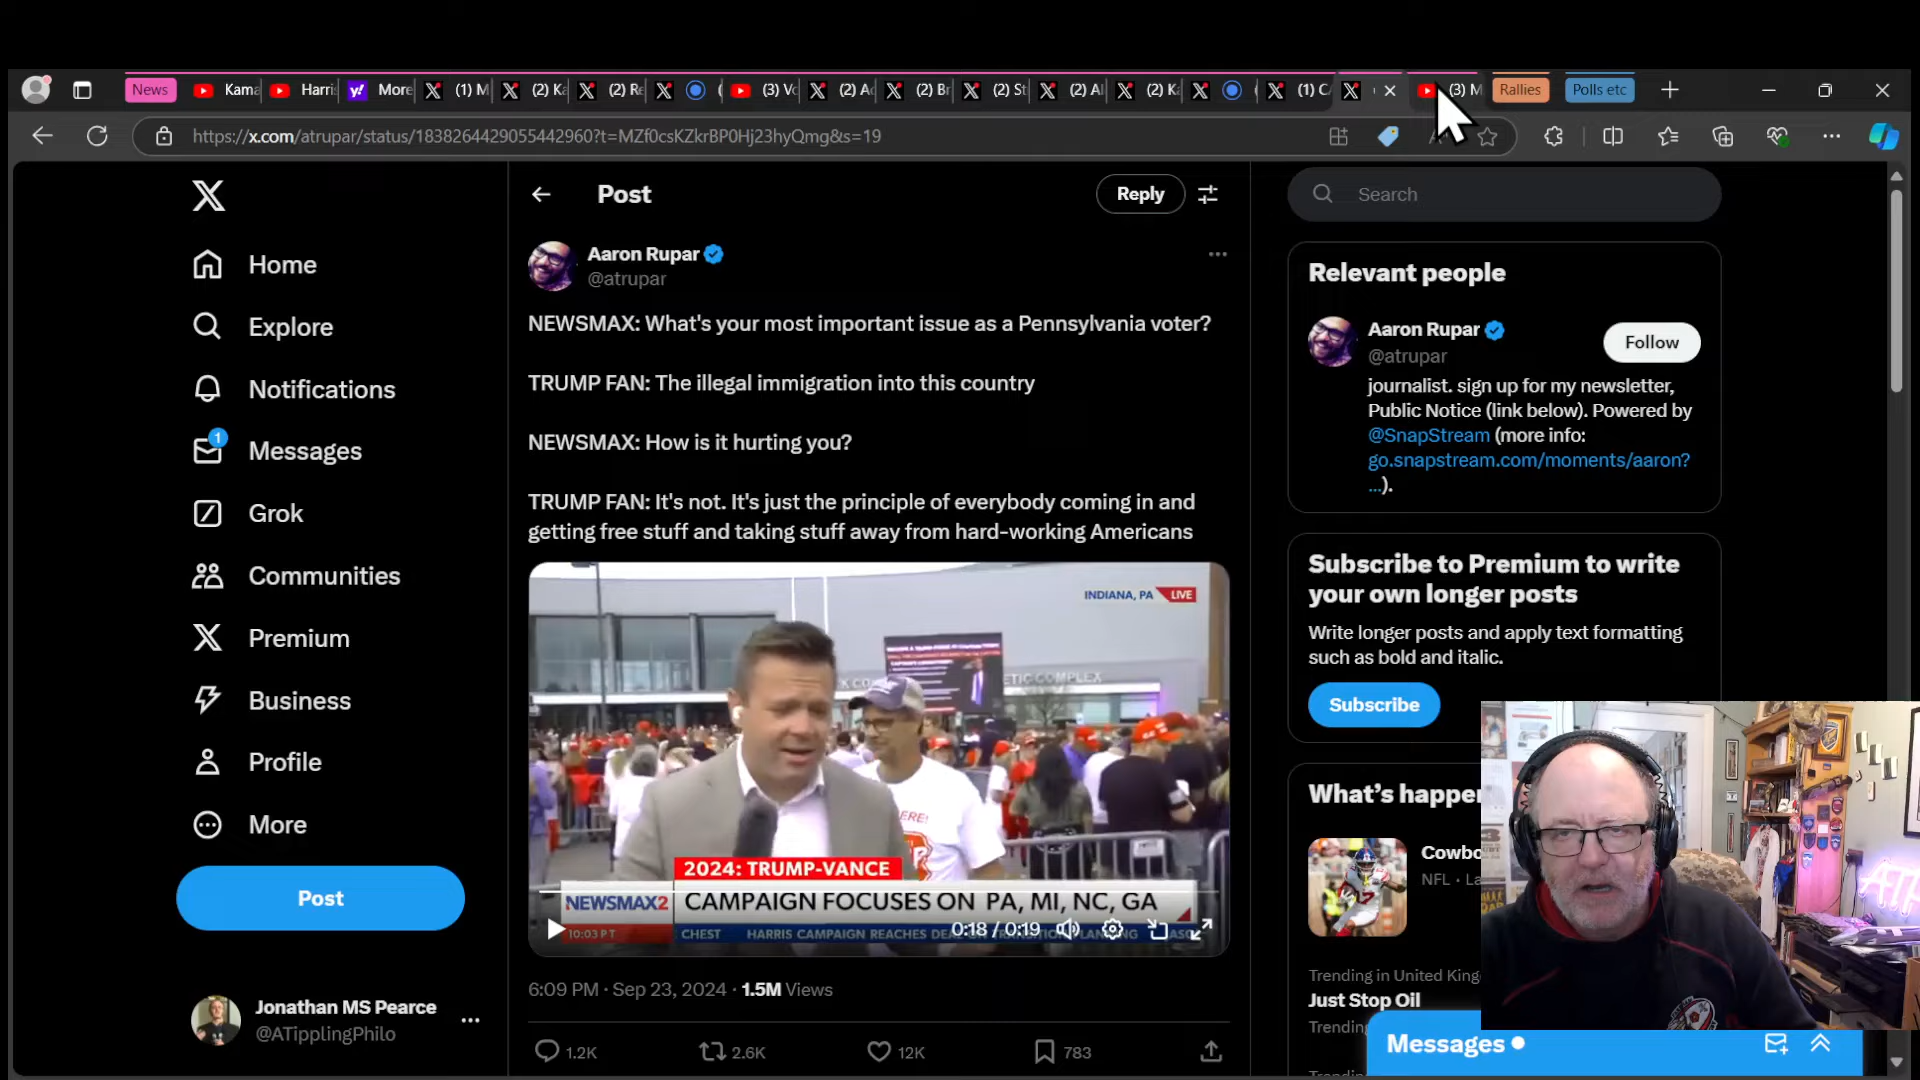 News
Kama
Harris
More
(1) M
(2) Ka
(2) Re
(3) Vo
(2) Ac
(2) Br
(2) St
(2) Al
(2) Ka
(1) C
(3) M
Rallies
Polls etc
https://x.com/atrupar/status/1838264429055442960?t=MZf0csKZkrBP0Hj23hyQmg&s=19
Home
Explore
Notifications
1
Messages
Grok
Communities
Premium
Business
Profile
More
Post
Jonathan MS Pearce
@ATipplingPhilo
Post
Reply
Aaron Rupar
@atrupar
NEWSMAX: What's your most important issue as a Pennsylvania voter?
TRUMP FAN: The illegal immigration into this country
NEWSMAX: How is it hurting you?
TRUMP FAN: It's not. It's just the principle of everybody coming in and
getting free stuff and taking stuff away from hard-working Americans
INDIANA, PA LIVE
ETIC COMPLEX
2024: TRUMP-VANCE
NEWSMAX2
CAMPAIGN FOCUSES ON PA, MI, NC, GA
10:03 PT
CHEST HARRIS CAMPAIGN REACHES
0:18 / 0:19
6:09 PM · Sep 23, 2024 · 1.5M Views
1.2K
2.6K
12K
783
Search
Relevant people
Aaron Rupar
@atrupar
Follow
journalist. sign up for my newsletter,
Public Notice (link below). Powered by
@SnapStream (more info:
go.snapstream.com/moments/aaron?
...).
Subscribe to Premium to write
your own longer posts
Write longer posts and apply text formatting
such as bold and italic.
Subscribe
What's happe
Cowbo
NFL · La
Trending in United King
Just Stop Oil
Trending
Messages